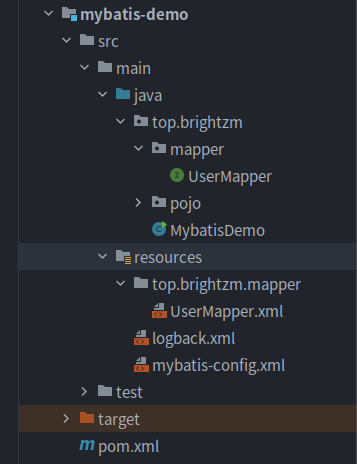 mybatis-demo
src
main
java
top.brightzm
mapper
UserMapper
pojo
MybatisDemo
resources
top.brightzm.mapper
UserMapper.xml
logback.xml
mybatis-config.xml
test
target
pom.xml